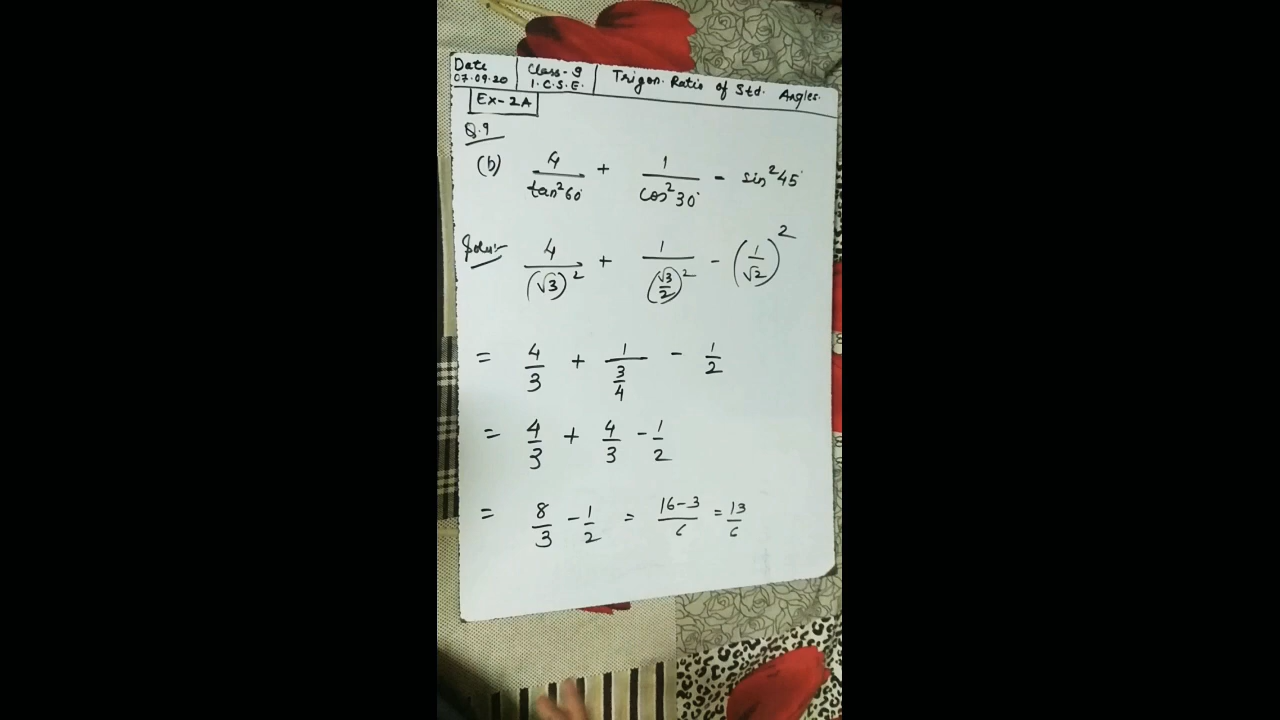 Date 07.09.20 | Class-9 I.C.S.E. | Trigon. Ratio of Std. Angles.
Ex-2A
Q.9
(b) 4/tan²60° + 1/cos²30° - sin²45°
Solu:- 4/(√3)² + 1/(√3/2)² - (1/√2)²
= 4/3 + 1/(3/4) - 1/2
= 4/3 + 4/3 - 1/2
= 8/3 - 1/2 = 16-3/6 = 13/6